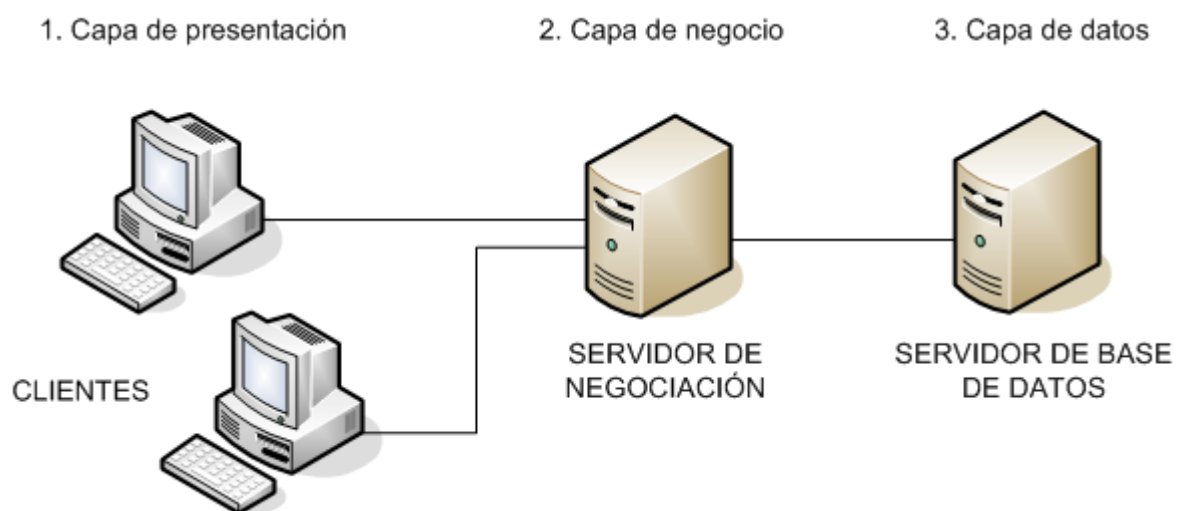 1. Capa de presentación
2. Capa de negocio
3. Capa de datos
CLIENTES
SERVIDOR DE
NEGOCIACIÓN
SERVIDOR DE BASE
DE DATOS